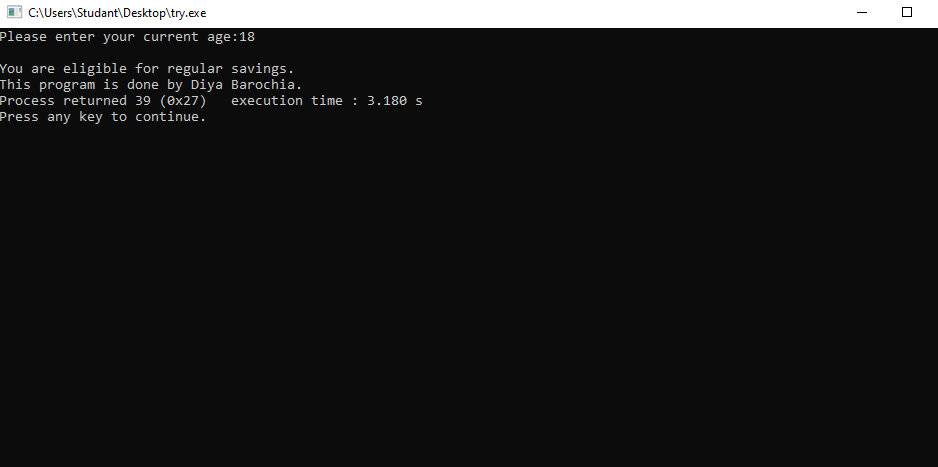 C:\Users\Studant\Desktop\try.exe
Please enter your current age:18
You are eligible for regular savings.
This program is done by Diya Barochia.
Process returned 39 (0x27)   execution time : 3.180 s
Press any key to continue.